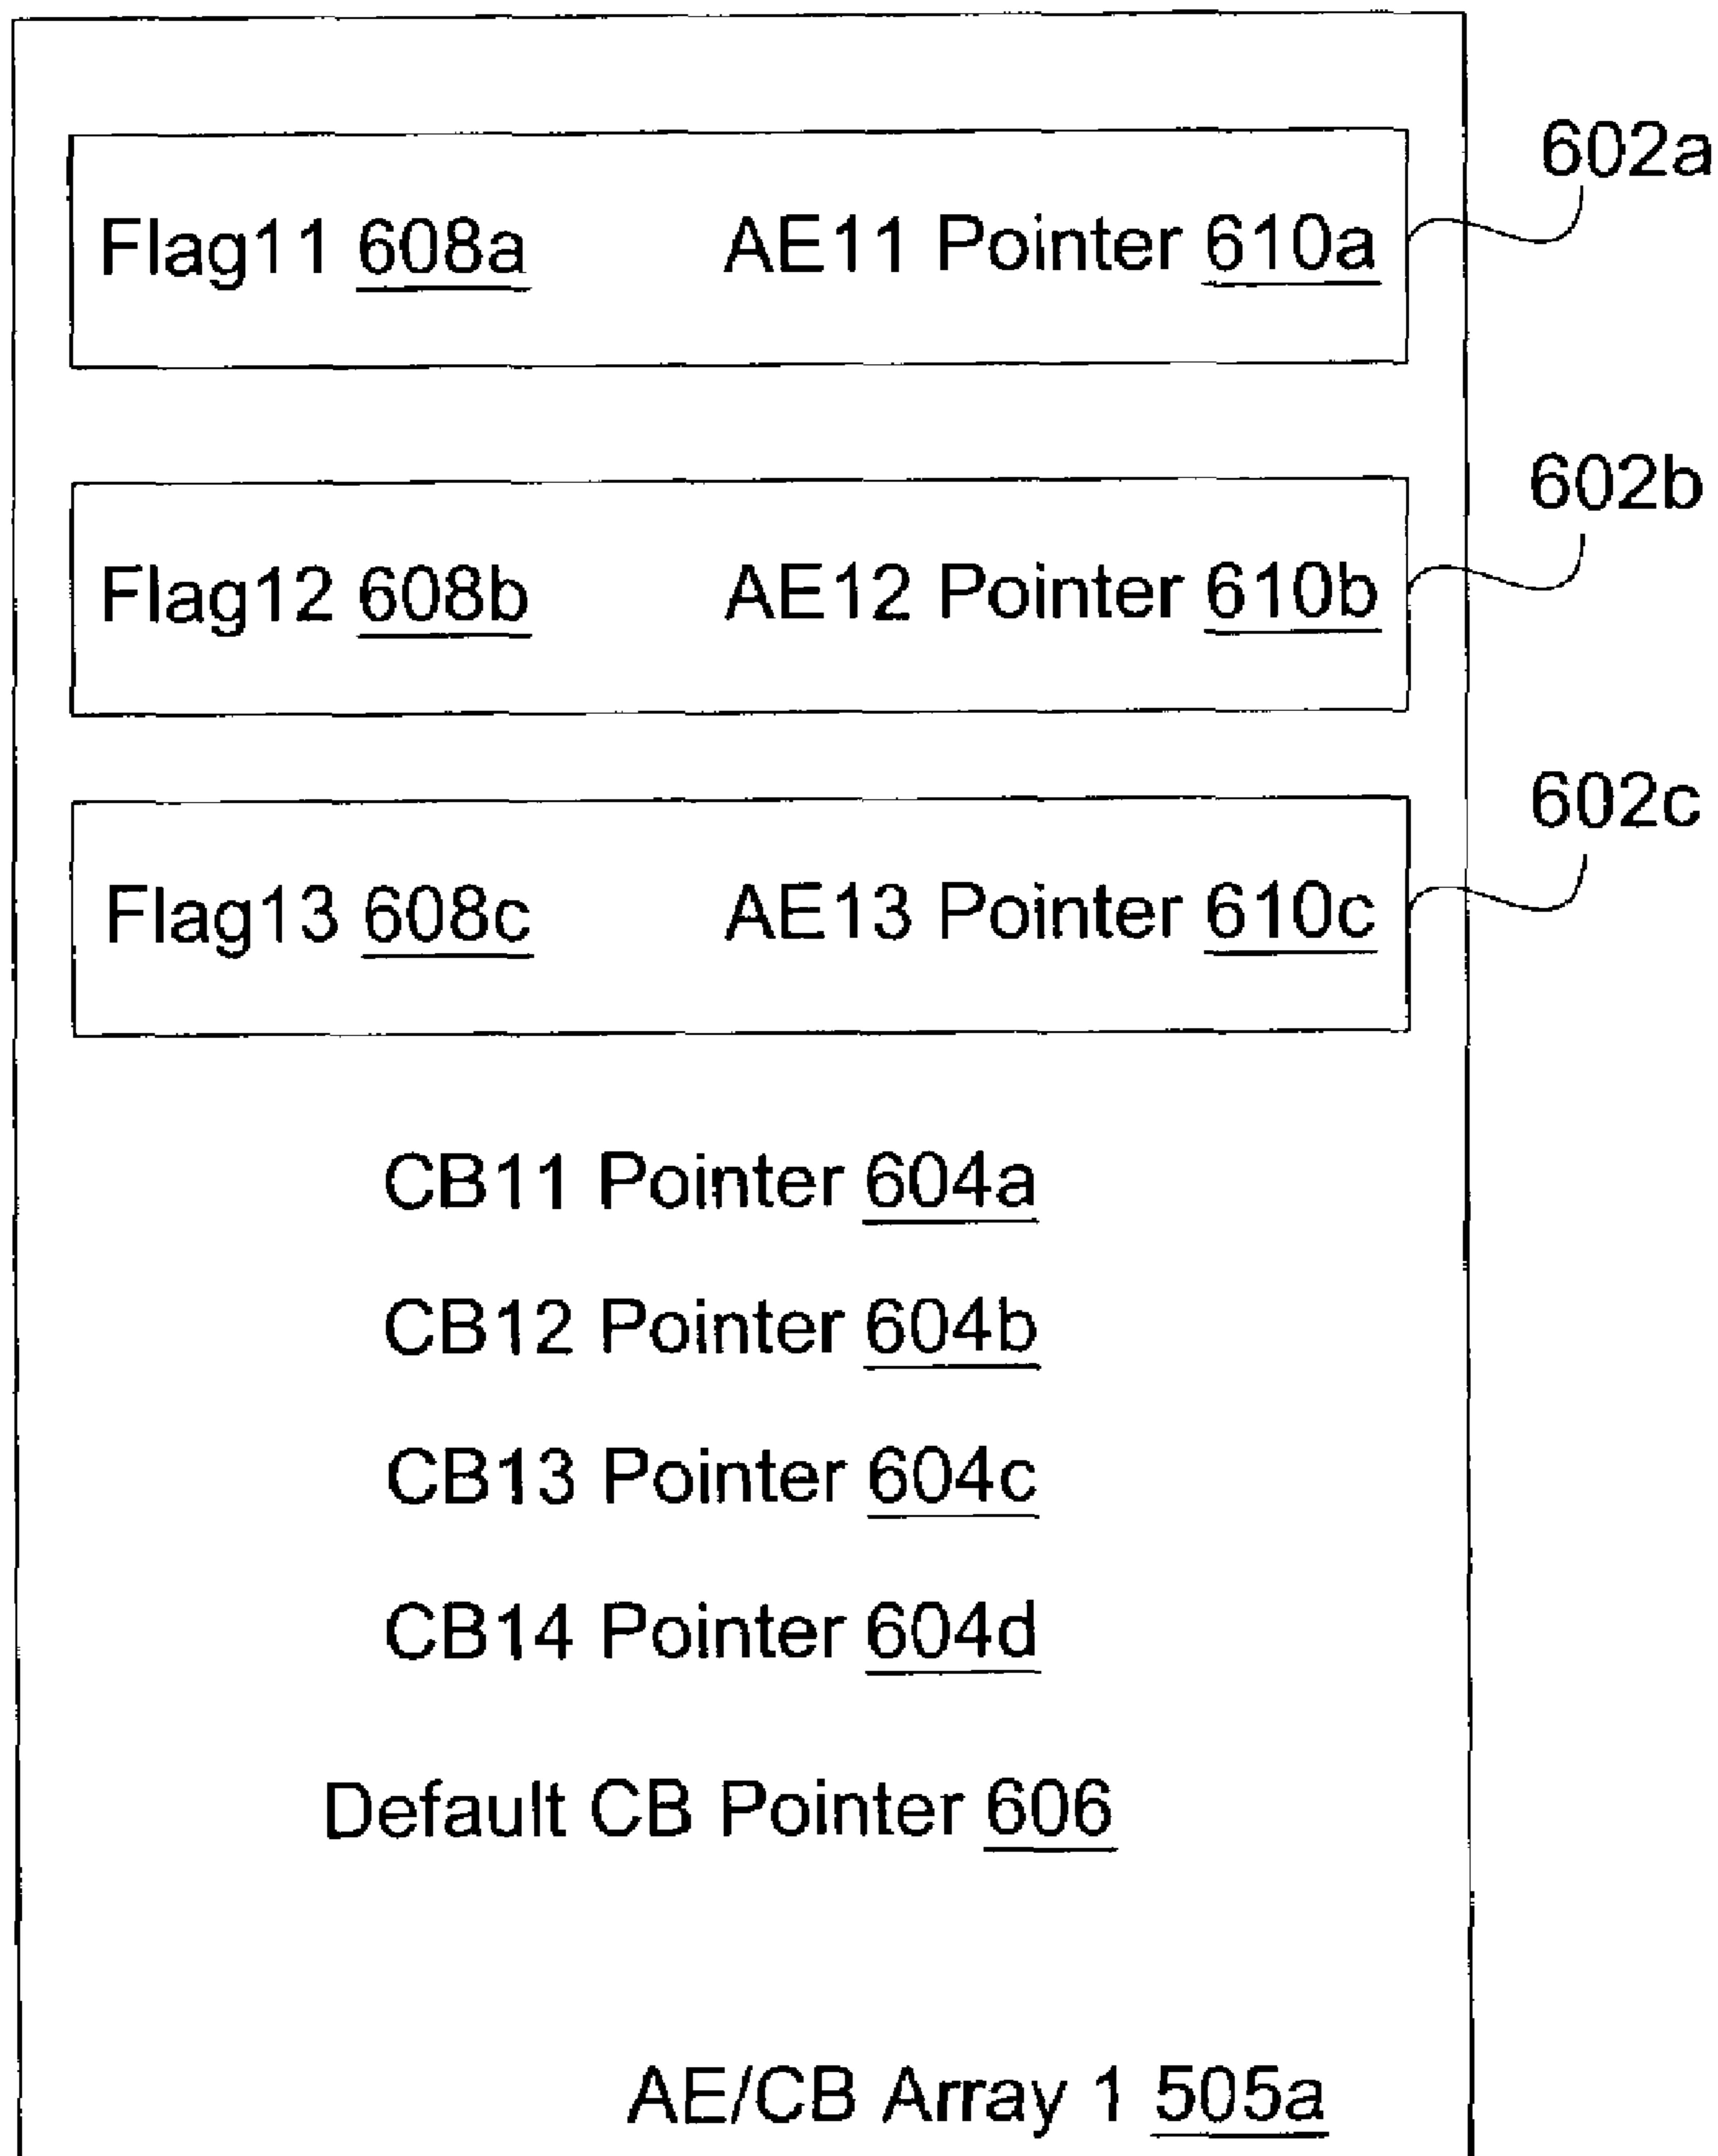 602a
Flag11 608a AE11 Pointer 610a
602b
Flag12 608b AE12 Pointer 610b
602c
Flag13 608c AE13 Pointer 610c
CB11 Pointer 604a
CB12 Pointer 604b
CB13 Pointer 604c
CB14 Pointer 604d
Default CB Pointer 606
AE/CB Array 1 505a